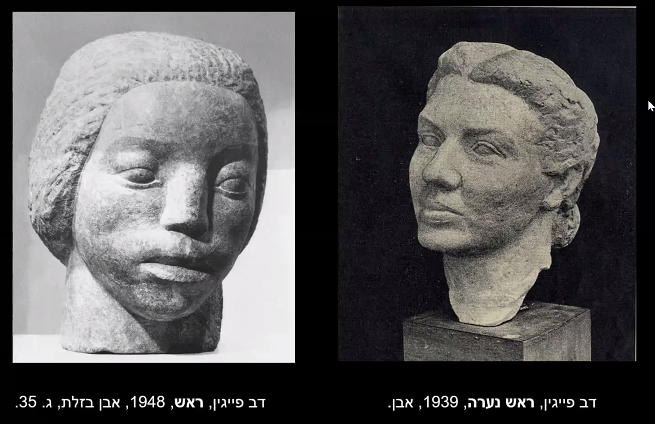 דב פייגין, ראש נערה, 1939, אבן.
דב פייגין, ראש, 1948, אבן בזלת, ג. 35.